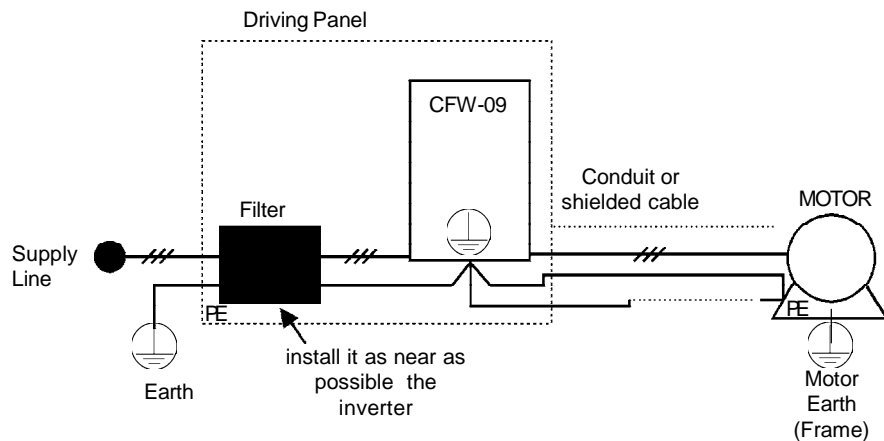 Driving Panel
CFW-09
Conduit or
shielded cable
MOTOR
Filter
Supply
Line
PE
PE
install it as near as
possible the
inverter
Earth
Motor
Earth
(Frame)